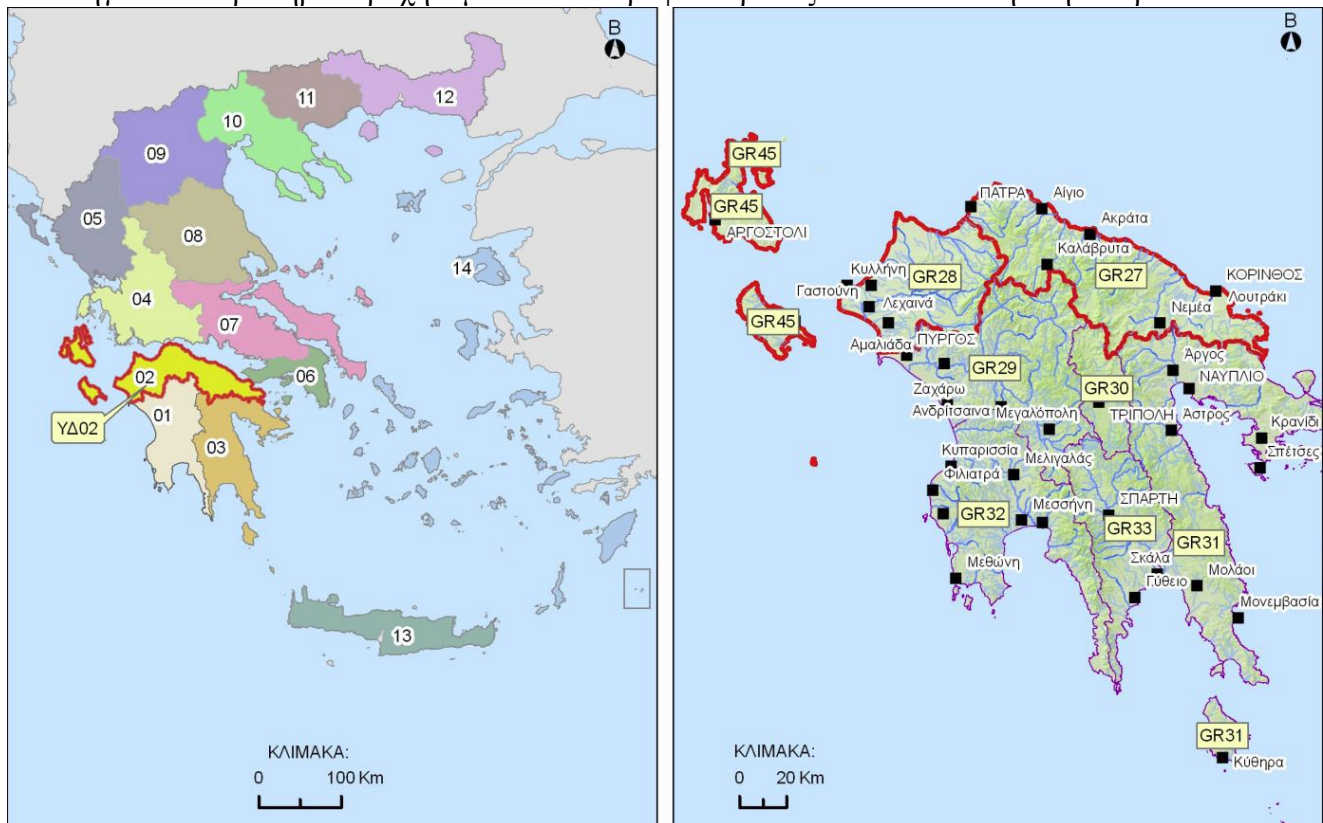 Β
11
12
10
09
05
08
14
04
07
02
06
ΥΔ02
01
03
13
ΚΛΙΜΑΚΑ:
0 100 Km
Β
GR45
GR45
ΑΡΓΟΣΤΟΛΙ
GR45
ΠΑΤΡΑ
Αίγιο
Ακράτα
Καλάβρυτα
Κυλλήνη
GR28
GR27
ΚΟΡΙΝΘΟΣ
Γαστούνη
Λεχαινά
Λουτράκι
Νεμέα
Αμαλιάδα
ΠΥΡΓΟΣ
Άργος
GR29
GR30
ΝΑΥΠΛΙΟ
Ζαχάρω
Ανδρίτσαινα
Μεγαλόπολη
ΤΡΙΠΟΛΗ
Άστρος
Κρανίδι
Σπέτσες
Κυπαρισσία
Μελιγαλάς
Φιλιατρά
GR32
Μεσσήνη
ΣΠΑΡΤΗ
GR33
GR31
Μεθώνη
Σκάλα
Γύθειο
Μολάοι
Μονεμβασία
GR31
Κύθηρα
ΚΛΙΜΑΚΑ:
0 20 Km